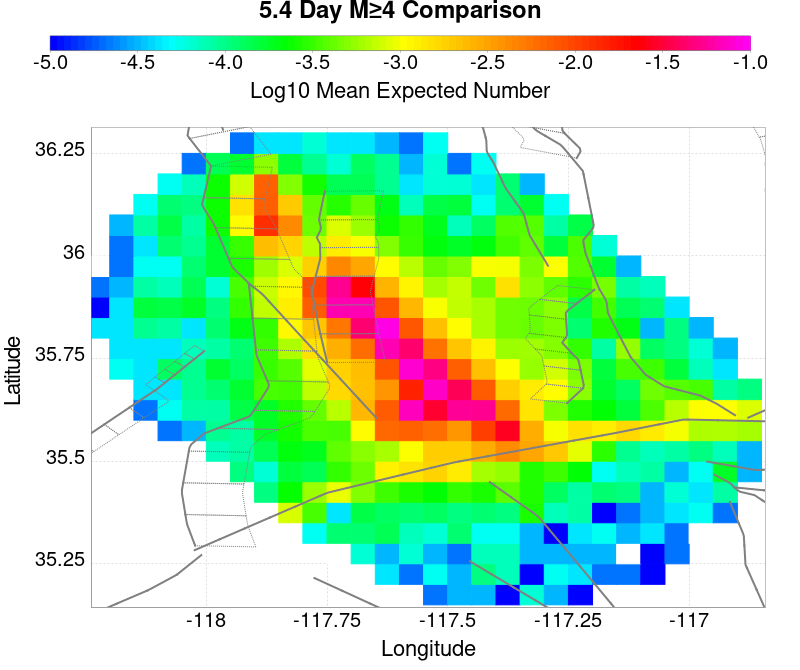 5.4 Day M≥4 Comparison
-5.0 -4.5 -4.0 -3.5 -3.0 -2.5 -2.0 -1.5 -1.0
Log10 Mean Expected Number
36.25
36
35.75
35.5
35.25
Latitude
-118 -117.75 -117.5 -117.25 -117
Longitude